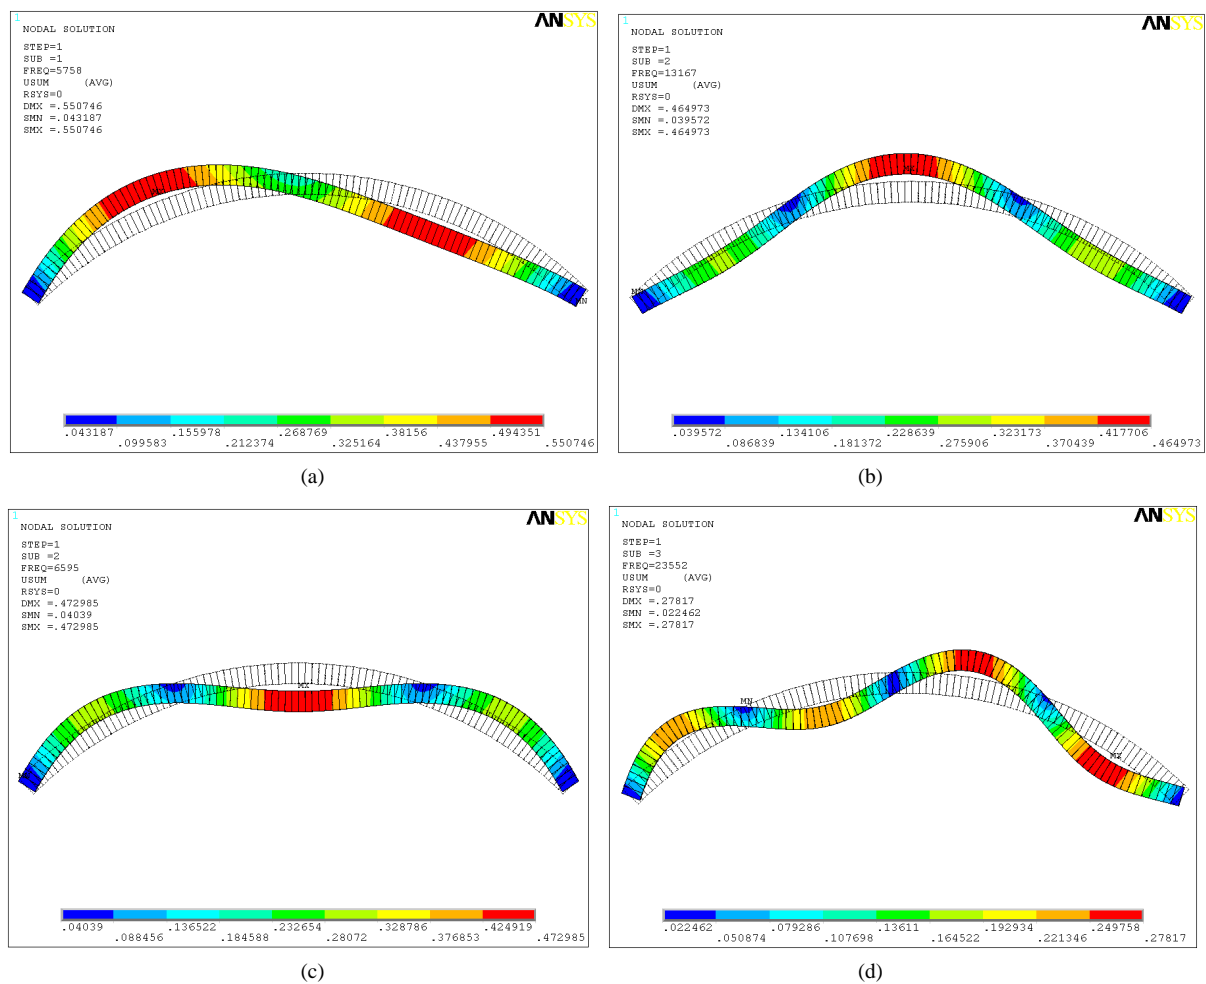 1
ANSYS
NODAL SOLUTION
STEP=1
SUB =1
FREQ=5758
USUM (AVG)
RSYS=0
DMX =.550746
SMN =.043187
SMX =.550746
MN
.043187 .155978 .268769 .38156 .494351
.099583 .212374 .325164 .437955 .550746
(a)
1
ANSYS
NODAL SOLUTION
STEP=1
SUB =2
FREQ=13167
USUM (AVG)
RSYS=0
DMX =.464973
SMN =.039572
SMX =.464973
.039572 .134106 .228639 .323173 .417706
.086839 .181372 .275906 .370439 .464973
(b)
1
ANSYS
NODAL SOLUTION
STEP=1
SUB =2
FREQ=6595
USUM (AVG)
RSYS=0
DMX =.472985
SMN =.04039
SMX =.472985
MX
.04039 .136522 .232654 .328786 .424919
.088456 .184588 .28072 .376853 .472985
(c)
1
ANSYS
NODAL SOLUTION
STEP=1
SUB =3
FREQ=23552
USUM (AVG)
RSYS=0
DMX =.27817
SMN =.022462
SMX =.27817
MN
MX
.022462 .079286 .13611 .192934 .249758
.050874 .107698 .164522 .221346 .27817
(d)